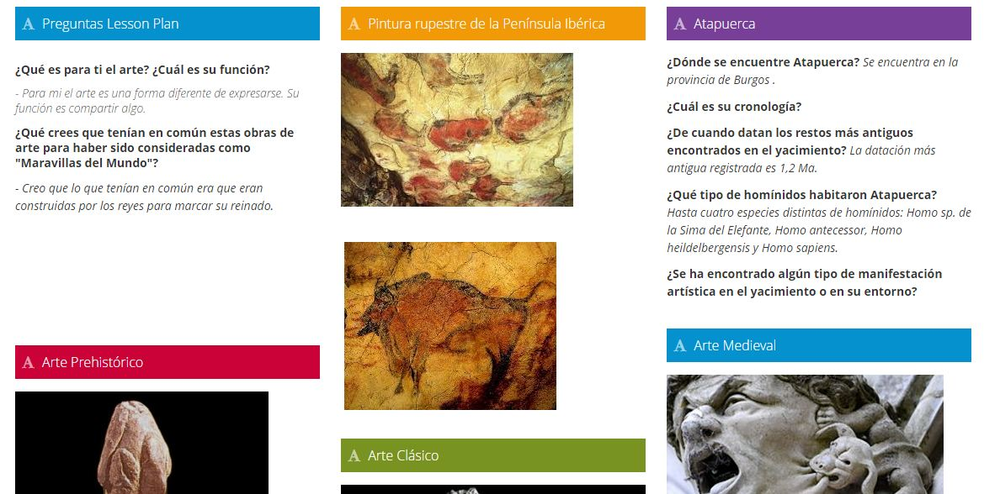 Preguntas Lesson Plan
¿Qué es para ti el arte? ¿Cuál es su función?
- Para mi el arte es una forma diferente de expresarse. Su
función es compartir algo.
¿Qué crees que tenían en común estas obras de
arte para haber sido consideradas como
"Maravillas del Mundo"?
- Creo que lo que tenían en común era que eran
construidas por los reyes para marcar su reinado.
Arte Prehistórico
Pintura rupestre de la Península Ibérica
Arte Clásico
Atapuerca
¿Dónde se encuentre Atapuerca? Se encuentra en la
provincia de Burgos .
¿Cuál es su cronología?
¿De cuando datan los restos más antiguos
encontrados en el yacimiento? La datación más
antigua registrada es 1,2 Ma.
¿Qué tipo de homínidos habitaron Atapuerca?
Hasta cuatro especies distintas de homínidos: Homo sp. de
la Sima del Elefante, Homo antecessor, Homo
heildelbergensis y Homo sapiens.
¿Se ha encontrado algún tipo de manifestación
artística en el yacimiento o en su entorno?
Arte Medieval